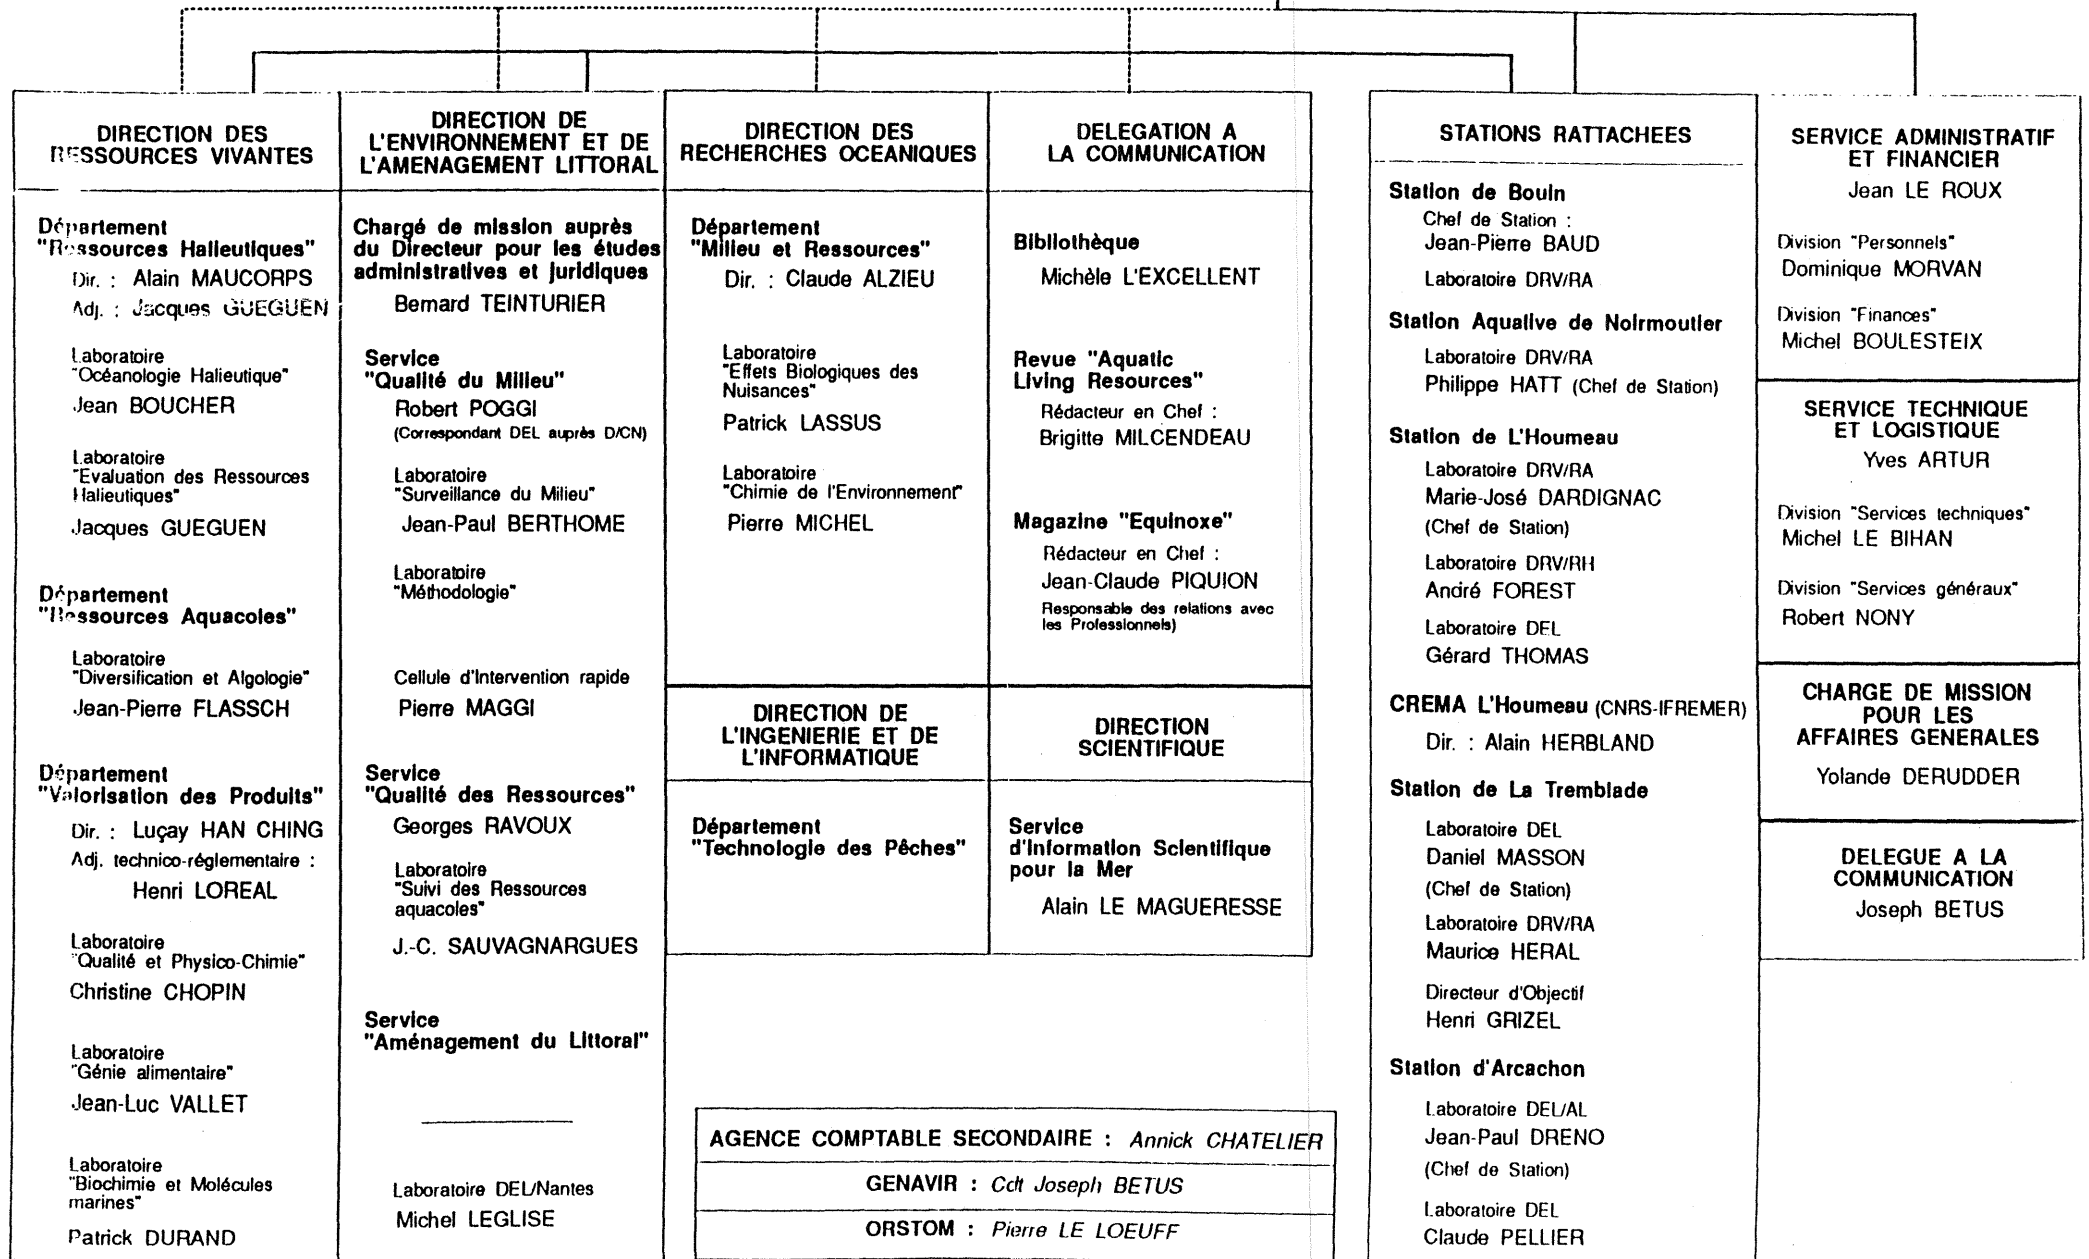 DIRECTION DES
RESSOURCES VIVANTES
Département
"Ressources Halieutiques"
Dir. : Alain MAUCORPS
Adj. : Jacques GUEGUEN
Laboratoire
"Océanologie Halieutique"
Jean BOUCHER
Laboratoire
"Evaluation des Ressources
Halieutiques"
Jacques GUEGUEN
Département
"Ressources Aquacoles"
Laboratoire
"Diversification et Algologie"
Jean-Pierre FLASSCH
Département
"Valorisation des Produits"
Dir. : Luçay HAN CHING
Adj. technico-réglementaire :
Henri LOREAL
Laboratoire
"Qualité et Physico-Chimie"
Christine CHOPIN
Laboratoire
"Génie alimentaire"
Jean-Luc VALLET
Laboratoire
"Biochimie et Molécules
marines"
Patrick DURAND
DIRECTION DE
L'ENVIRONNEMENT ET DE
L'AMENAGEMENT LITTORAL
Chargé de mission auprès
du Directeur pour les études
administratives et juridiques
Bernard TEINTURIER
Service
"Qualité du Milieu"
Robert POGGI
(Correspondant DEL auprès D/CN)
Laboratoire
"Surveillance du Milieu"
Jean-Paul BERTHOME
Laboratoire
"Méthodologie"
Cellule d'Intervention rapide
Pierre MAGGI
Service
"Qualité des Ressources"
Georges RAVOUX
Laboratoire
"Suivi des Ressources
aquacoles"
J.-C. SAUVAGNARGUES
Service
"Aménagement du Littoral"
Laboratoire DEL/Nantes
Michel LEGLISE
DIRECTION DES
RECHERCHES OCEANIQUES
Département
"Milieu et Ressources"
Dir. : Claude ALZIEU
Laboratoire
"Effets Biologiques des
Nuisances"
Patrick LASSUS
Laboratoire
"Chimie de l'Environnement"
Pierre MICHEL
DIRECTION DE
L'INGENIERIE ET DE
L'INFORMATIQUE
Département
"Technologie des Pêches"
DELEGATION A
LA COMMUNICATION
Bibliothèque
Michèle L'EXCELLENT
Revue "Aquatic
Living Resources"
Rédacteur en Chef :
Brigitte MILCENDEAU
Magazine "Equinoxe"
Rédacteur en Chef :
Jean-Claude PIQUION
Responsable des relations avec
les Professionnels)
DIRECTION
SCIENTIFIQUE
Service
d'Information Scientifique
pour la Mer
Alain LE MAGUERESSE
AGENCE COMPTABLE SECONDAIRE : Annick CHATELIER
GENAVIR : Cdt Joseph BETUS
ORSTOM : Pierre LE LOEUFF
STATIONS RATTACHEES
Station de Bouin
Chef de Station :
Jean-Pierre BAUD
Laboratoire DRV/RA
Station Aqualive de Noirmoutier
Laboratoire DRV/RA
Philippe HATT (Chef de Station)
Station de L'Houmeau
Laboratoire DRV/RA
Marie-José DARDIGNAC
(Chef de Station)
Laboratoire DRV/RH
André FOREST
Laboratoire DEL
Gérard THOMAS
CREMA L'Houmeau (CNRS-IFREMER)
Dir. : Alain HERBLAND
Station de La Tremblade
Laboratoire DEL
Daniel MASSON
(Chef de Station)
Laboratoire DRV/RA
Maurice HERAL
Directeur d'Objectif
Henri GRIZEL
Station d'Arcachon
Laboratoire DEL/AL
Jean-Paul DRENO
(Chef de Station)
Laboratoire DEL
Claude PELLIER
SERVICE ADMINISTRATIF
ET FINANCIER
Jean LE ROUX
Division "Personnels"
Dominique MORVAN
Division "Finances"
Michel BOULESTEIX
SERVICE TECHNIQUE
ET LOGISTIQUE
Yves ARTUR
Division "Services techniques"
Michel LE BIHAN
Division "Services généraux"
Robert NONY
CHARGE DE MISSION
POUR LES
AFFAIRES GENERALES
Yolande DERUDDER
DELEGUE A LA
COMMUNICATION
Joseph BETUS